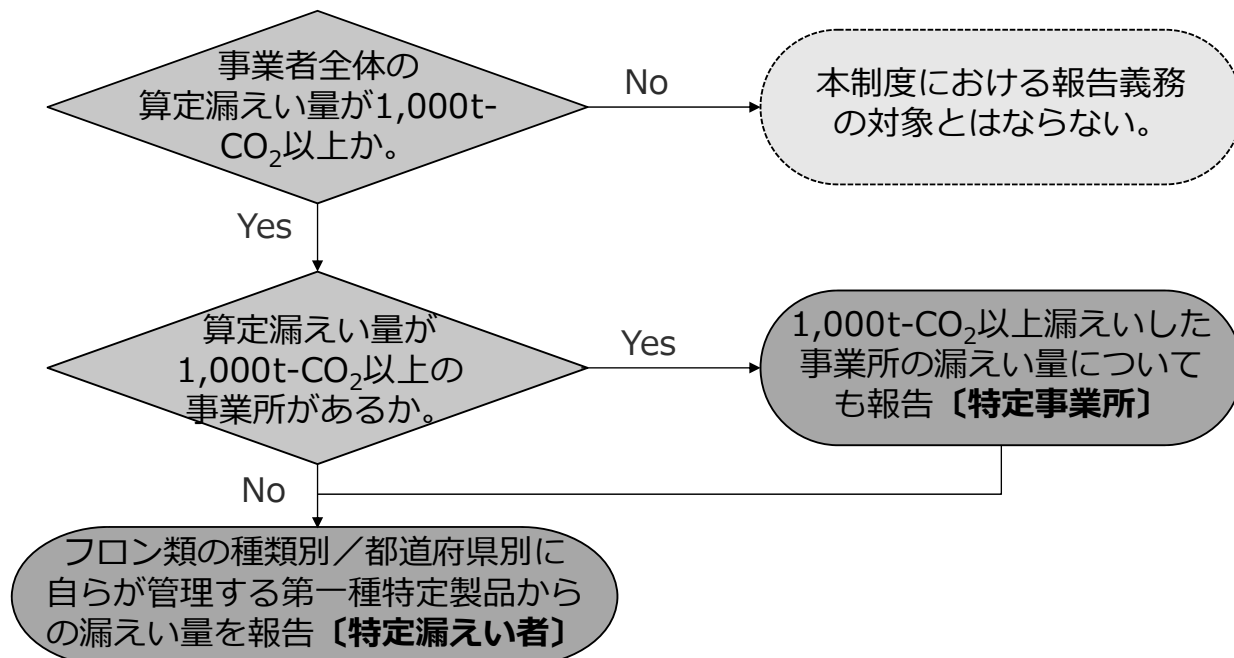 事業者全体の
算定漏えい量が1,000t-
CO₂以上か。
No
本制度における報告義務
の対象とはならない。
Yes
算定漏えい量が
1,000t-CO₂以上の
事業所があるか。
Yes
1,000t-CO₂以上漏えいした
事業所の漏えい量について
も報告〔特定事業所〕
No
フロン類の種類別／都道府県別に
自らが管理する第一種特定製品から
の漏えい量を報告〔特定漏えい者〕